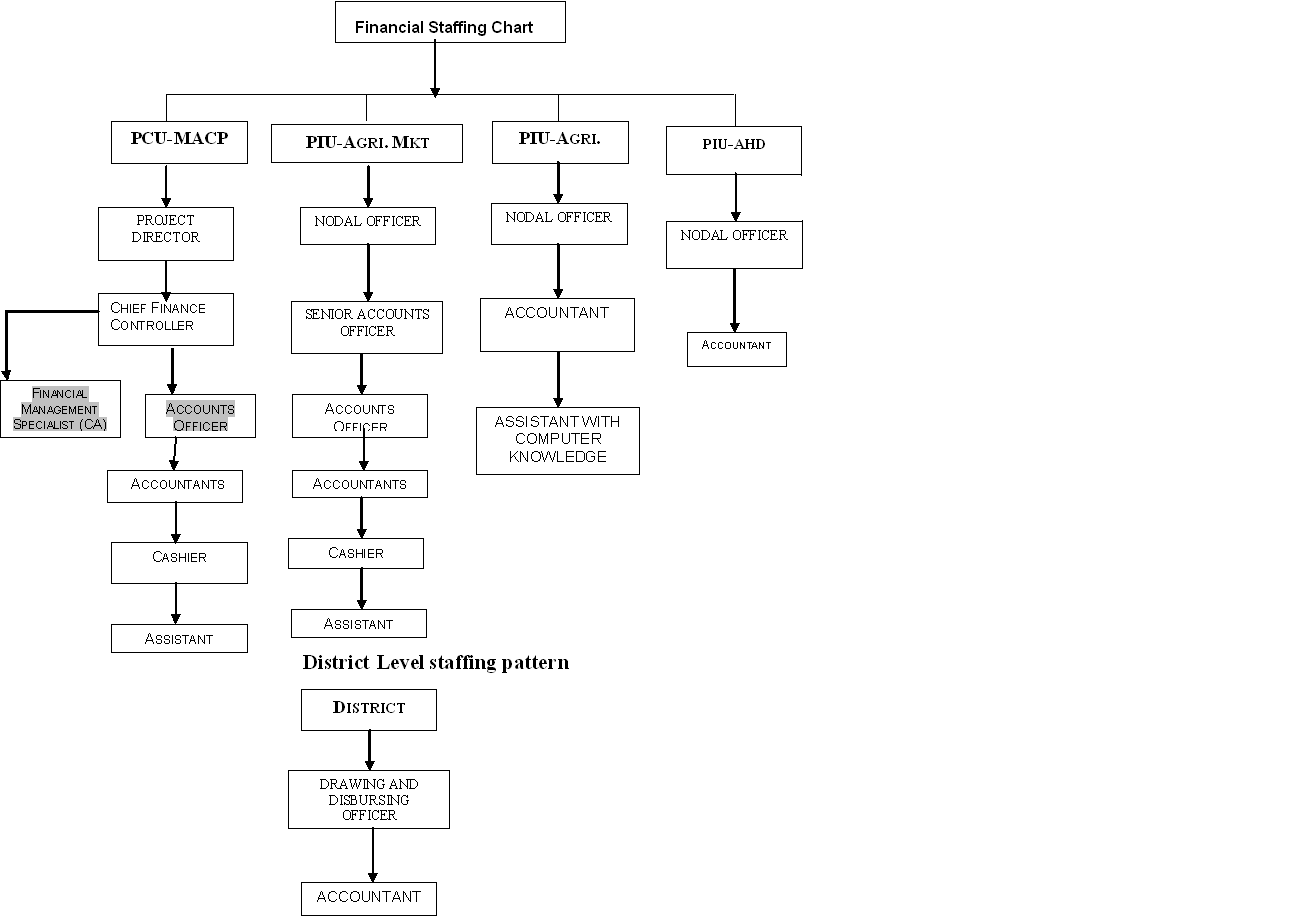 Financial Staffing Chart
PCU-MACP
PIU-AGRI. MKT
PIU-AGRI.
PIU-AHD
PROJECT
DIRECTOR
NODAL OFFICER
NODAL OFFICER
NODAL OFFICER
CHIEF FINANCE
CONTROLLER
SENIOR ACCOUNTS
OFFICER
ACCOUNTANT
ACCOUNTANT
FINANCIAL
MANAGEMENT
SPECIALIST (CA)
ACCOUNTS
OFFICER
ACCOUNTS
OFFICER
ASSISTANT WITH
COMPUTER
KNOWLEDGE
ACCOUNTANTS
ACCOUNTANTS
CASHIER
CASHIER
ASSISTANT
ASSISTANT
District Level staffing pattern
DISTRICT
DRAWING AND
DISBURSING
OFFICER
ACCOUNTANT